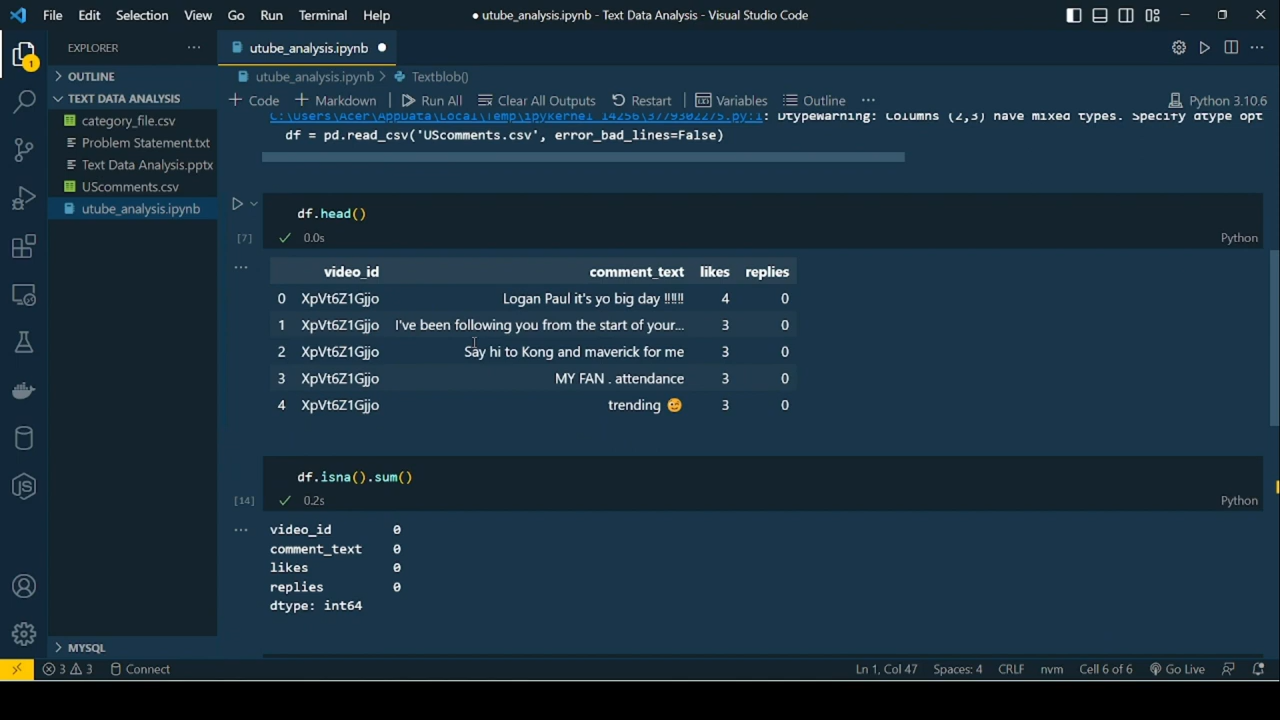 File Edit Selection View Go Run Terminal Help
● utube_analysis.ipynb - Text Data Analysis - Visual Studio Code
EXPLORER
utube_analysis.ipynb
OUTLINE
utube_analysis.ipynb > Textblob()
TEXT DATA ANALYSIS
+ Code + Markdown | Run All Clear All Outputs Restart | Variables Outline ... Python 3.10.6
category_file.csv
Problem Statement.txt
Text Data Analysis.pptx
UScomments.csv
utube_analysis.ipynb
1
C:\Users\Acer\AppData\Local\Temp\ipykernel_14256\3779302275.py:1: DtypeWarning: Columns (2,3) have mixed types. Specify dtype opt
df = pd.read_csv('UScomments.csv', error_bad_lines=False)
df.head()
[7] 0.0s Python
video_id comment_text likes replies
0 XpVt6Z1Gjjo Logan Paul it's yo big day ‼️‼️‼️ 4 0
1 XpVt6Z1Gjjo I've been following you from the start of your... 3 0
2 XpVt6Z1Gjjo Say hi to Kong and maverick for me 3 0
3 XpVt6Z1Gjjo MY FAN . attendance 3 0
4 XpVt6Z1Gjjo trending 😉 3 0
df.isna().sum()
[14] 0.2s Python
video_id 0
comment_text 0
likes 0
replies 0
dtype: int64
MYSQL
3 3 Connect Ln 1, Col 47 Spaces: 4 CRLF nvm Cell 6 of 6 Go Live